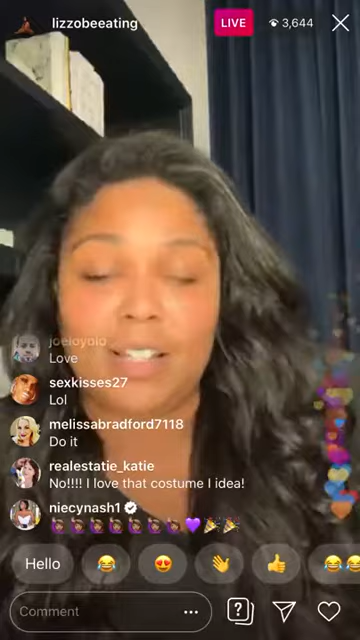 lizzobeeating
LIVE
3,644
joeloyolo
Love
sexkisses27
Lol
melissabradford7118
Do it
realestatie_katie
No!!!! I love that costume I idea!
niecynash1
Hello
Comment